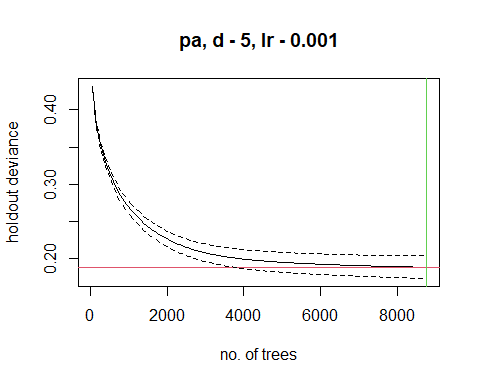 pa, d - 5, lr - 0.001
holdout deviance
0.40
0.30
0.20
0 2000 4000 6000 8000
no. of trees